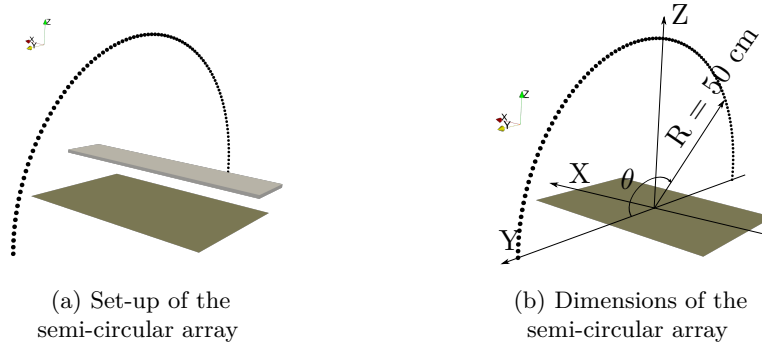 Z
X
Y
Z
X
Y
Z
R = 50 cm
X
θ
Y
(a) Set-up of the
semi-circular array
(b) Dimensions of the
semi-circular array